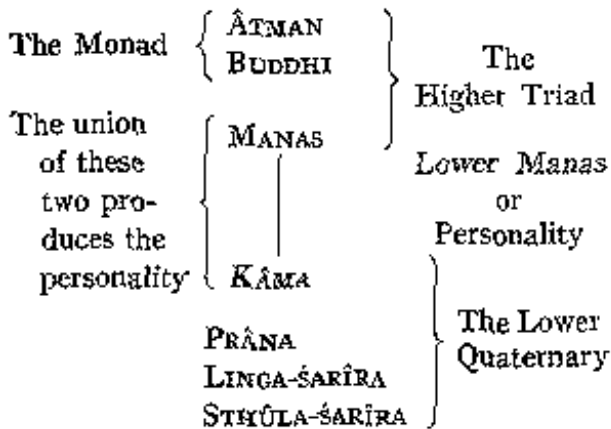 The Monad
ÂTMAN
BUDDHI
The
Higher Triad
The union
of these
two pro-
duces the
personality
MANAS
KÂMA
Lower Manas
or
Personality
PRÂNA
LINGA-ŚARÎRA
STHÛLA-ŚARÎRA
The Lower
Quaternary